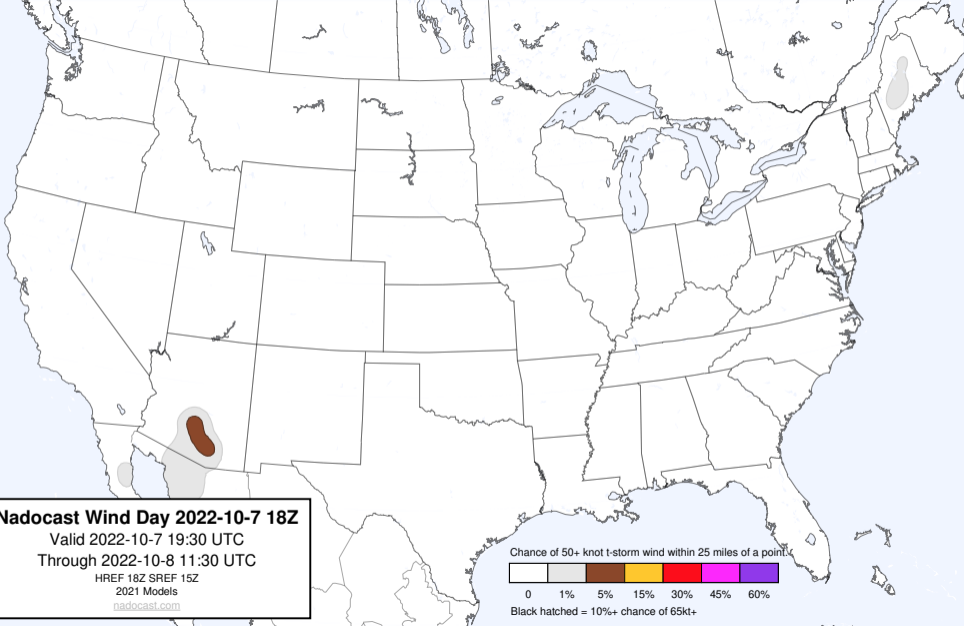 Nadocast Wind Day 2022-10-7 18Z
Valid 2022-10-7 19:30 UTC
Through 2022-10-8 11:30 UTC
HREF 18Z SREF 15Z
2021 Models
nadocast.com
Chance of 50+ knot t-storm wind within 25 miles of a point.
0 1% 5% 15% 30% 45% 60%
Black hatched = 10%+ chance of 65kt+